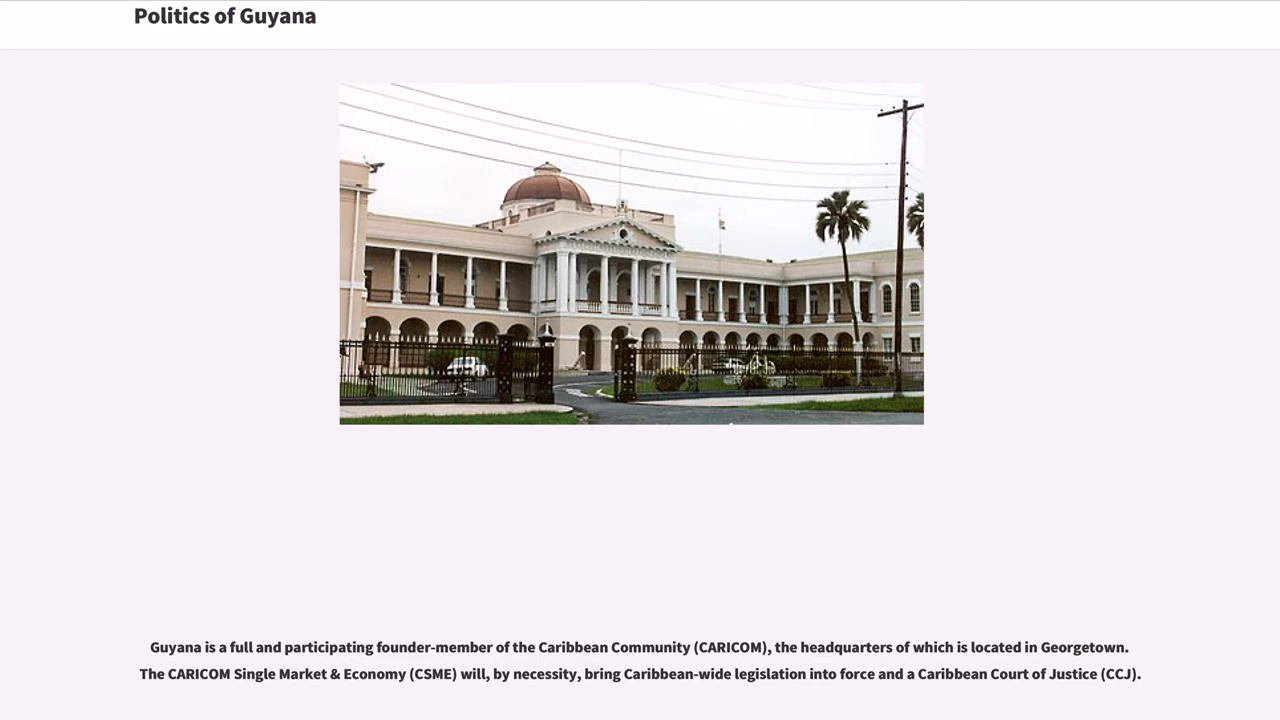 Politics of Guyana
Guyana is a full and participating founder-member of the Caribbean Community (CARICOM), the headquarters of which is located in Georgetown.
The CARICOM Single Market & Economy (CSME) will, by necessity, bring Caribbean-wide legislation into force and a Caribbean Court of Justice (CCJ).